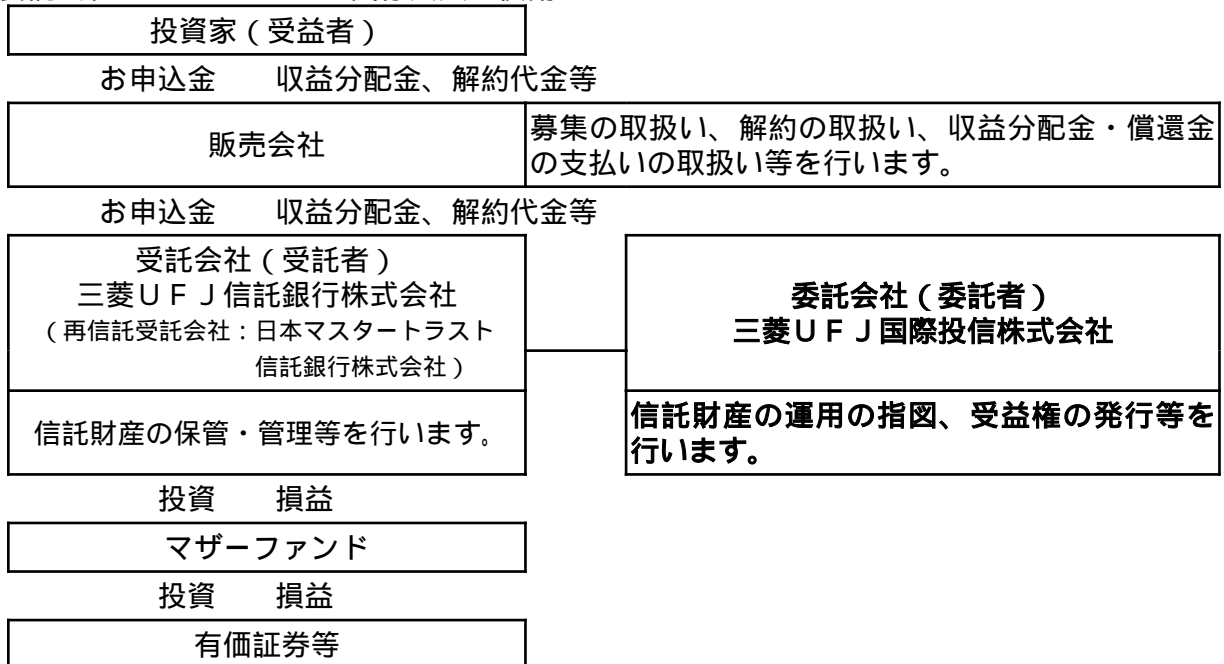 投資家（受益者）
お申込金　収益分配金、解約代金等
販売会社
募集の取扱い、解約の取扱い、収益分配金・償還金
の支払いの取扱い等を行います。
お申込金　収益分配金、解約代金等
受託会社（受託者）
三菱ＵＦＪ信託銀行株式会社
（再信託受託会社：日本マスタートラスト
信託銀行株式会社）
委託会社（委託者）
三菱ＵＦＪ国際投信株式会社
信託財産の保管・管理等を行います。
信託財産の運用の指図、受益権の発行等を
行います。
投資　損益
マザーファンド
投資　損益
有価証券等